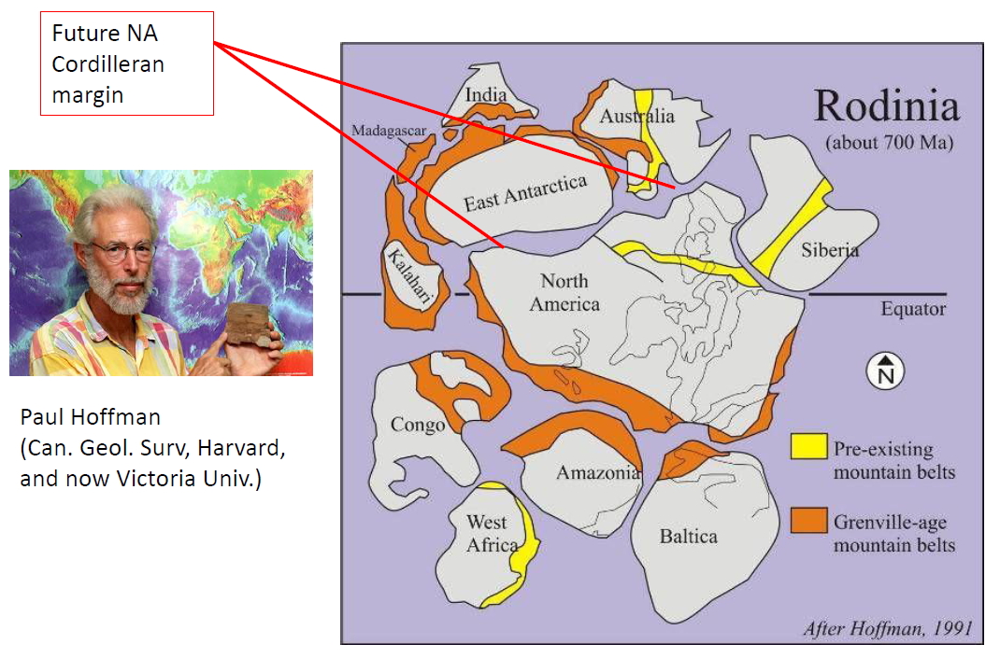 Future NA
Cordilleran
margin
Paul Hoffman
(Can. Geol. Surv, Harvard,
and now Victoria Univ.)
Rodinia
(about 700 Ma)
India
Australia
Madagascar
East Antarctica
Siberia
Kalahari
North
America
Equator
N
Congo
Amazonia
West
Africa
Baltica
Pre-existing
mountain belts
Grenville-age
mountain belts
After Hoffman, 1991